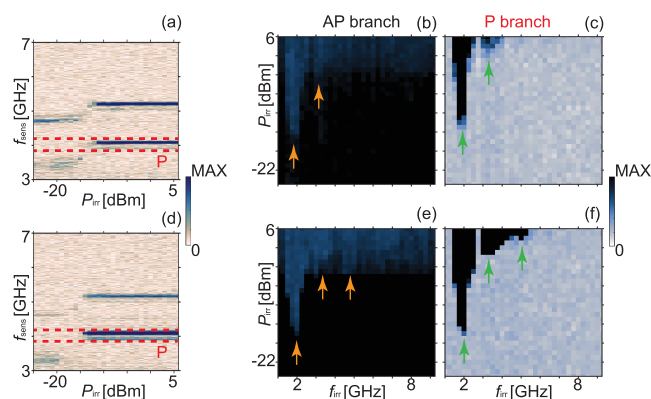 (a)
7
f_sens [GHz]
3
P
-20
5
P_irr [dBm]
MAX
0
AP branch
(b)
6
P_irr [dBm]
-22
P branch
(c)
(d)
7
f_sens [GHz]
3
P
-20
5
P_irr [dBm]
(e)
6
P_irr [dBm]
-22
2
8
f_irr [GHz]
(f)
2
8
f_irr [GHz]
MAX
0